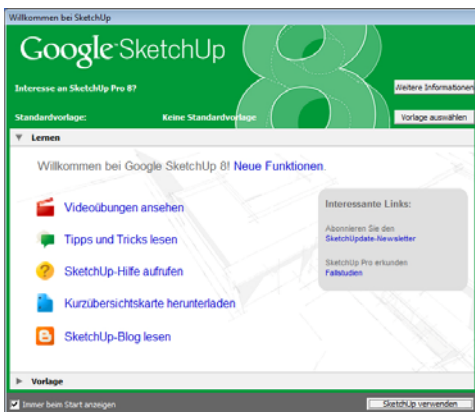 Willkommen bei SketchUp
Google SketchUp
8
Interesse an SketchUp Pro 8?
Weitere Informationen
Standardvorlage: Keine Standardvorlage
Vorlage auswählen
Lernen
Willkommen bei Google SketchUp 8! Neue Funktionen.
Videoübungen ansehen
Tipps und Tricks lesen
SketchUp-Hilfe aufrufen
Kurzübersichtskarte herunterladen
SketchUp-Blog lesen
Interessante Links:
Abonnieren Sie den
SketchUpdate-Newsletter
SketchUp Pro erkunden
Fallstudien
Vorlage
Immer beim Start anzeigen
SketchUp verwenden